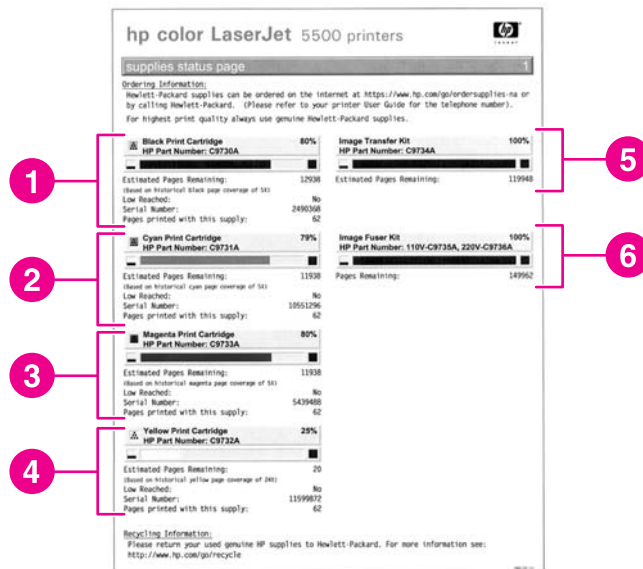 hp color LaserJet 5500 printers
hp
invent
supplies status page 1
Ordering Information:
Hewlett-Packard supplies can be ordered on the internet at https://www.hp.com/go/ordersupplies-na or
by calling Hewlett-Packard. (Please refer to your printer User Guide for the telephone number).
For highest print quality always use genuine Hewlett-Packard supplies.
1
Black Print Cartridge 80%
HP Part Number: C9730A
Estimated Pages Remaining: 12938
(Based on historical black page coverage of 5%)
Low Reached: No
Serial Number: 2490368
Pages printed with this supply: 62
2
Cyan Print Cartridge 79%
HP Part Number: C9731A
Estimated Pages Remaining: 11938
(Based on historical cyan page coverage of 5%)
Low Reached: No
Serial Number: 10551296
Pages printed with this supply: 62
3
Magenta Print Cartridge 80%
HP Part Number: C9733A
Estimated Pages Remaining: 11938
(Based on historical magenta page coverage of 5%)
Low Reached: No
Serial Number: 5439488
Pages printed with this supply: 62
4
Yellow Print Cartridge 25%
HP Part Number: C9732A
Estimated Pages Remaining: 20
(Based on historical yellow page coverage of 24%)
Low Reached: No
Serial Number: 11599872
Pages printed with this supply: 62
Image Transfer Kit 100%
HP Part Number: C9734A
Estimated Pages Remaining: 119948
5
Image Fuser Kit 100%
HP Part Number: 110V-C9735A, 220V-C9736A
Pages Remaining: 149962
6
Recycling Information:
Please return your used genuine HP supplies to Hewlett-Packard. For more information see:
http://www.hp.com/go/recycle